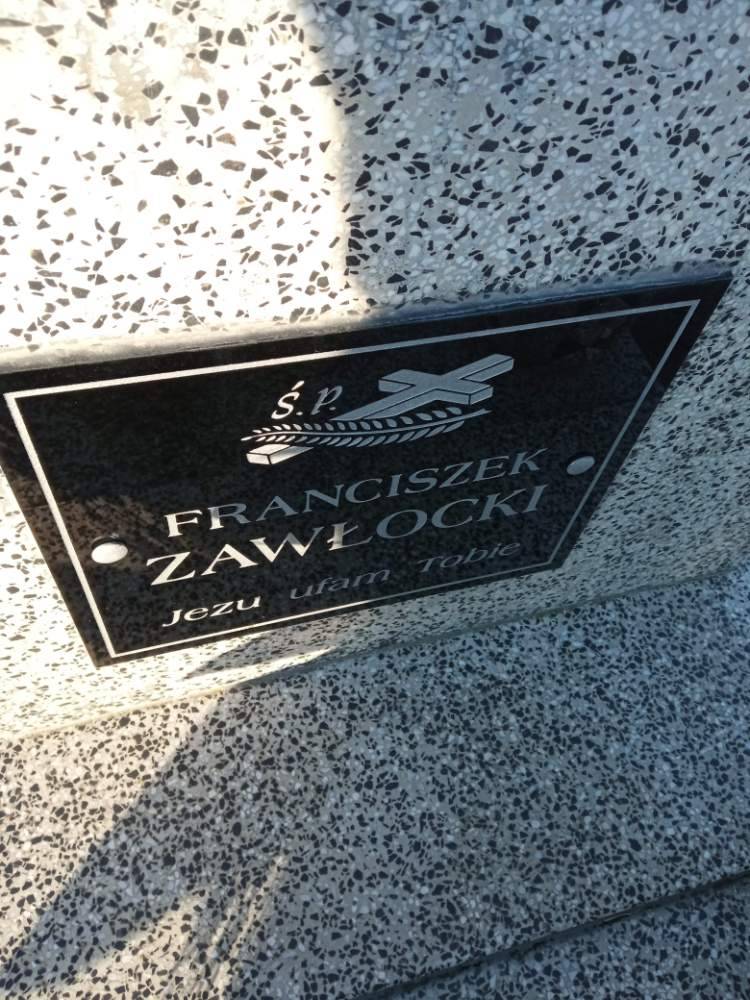 ś.p.
FRANCISZEK
ZAWŁOCKI
Jezu ufam Tobie